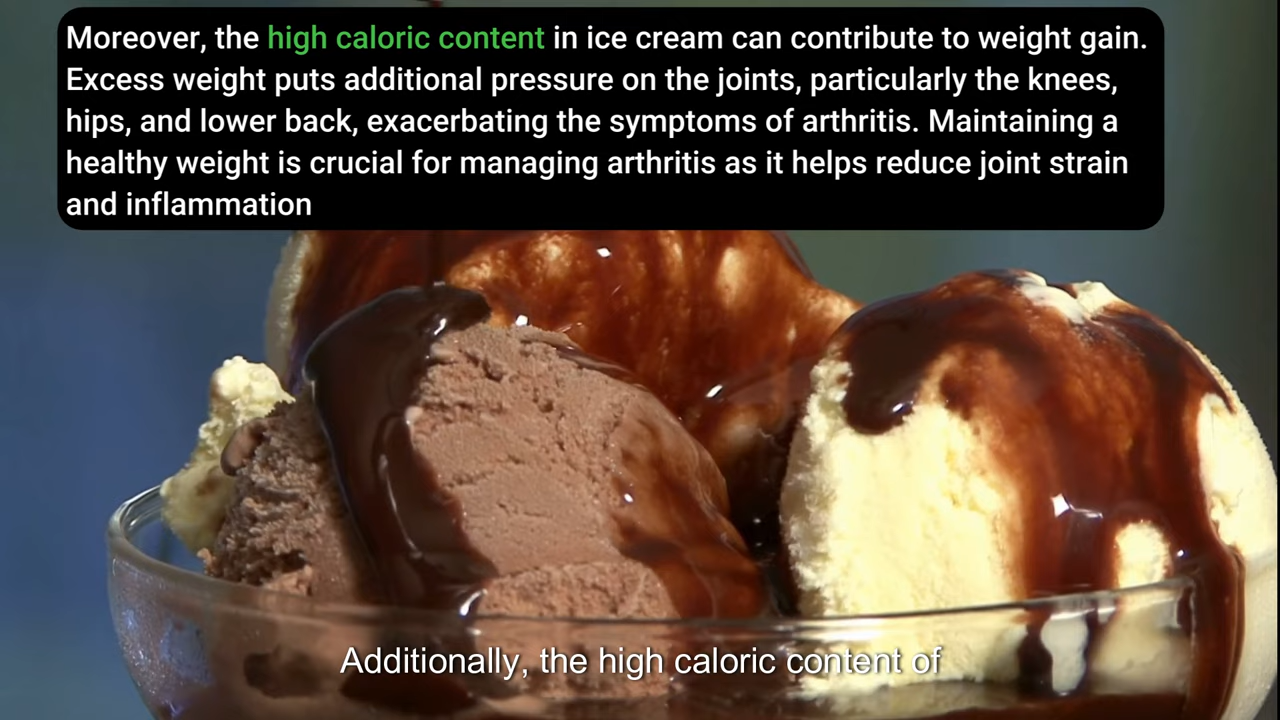 Moreover, the high caloric content in ice cream can contribute to weight gain.
Excess weight puts additional pressure on the joints, particularly the knees,
hips, and lower back, exacerbating the symptoms of arthritis. Maintaining a
healthy weight is crucial for managing arthritis as it helps reduce joint strain
and inflammation
Additionally, the high caloric content of